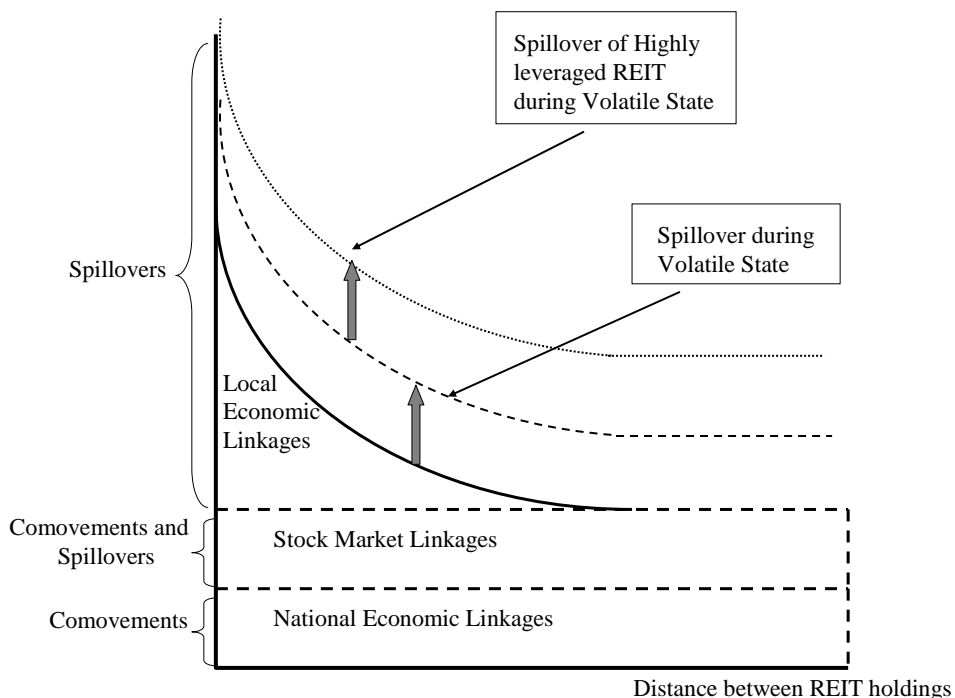 Spillover of Highly
leveraged REIT
during Volatile State
Spillover during
Volatile State
Spillovers
Local
Economic
Linkages
Comovements and
Spillovers
Stock Market Linkages
Comovements
National Economic Linkages
Distance between REIT holdings